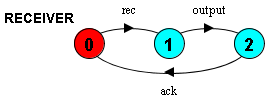 rec output
RECEIVER
0 1 2
ack